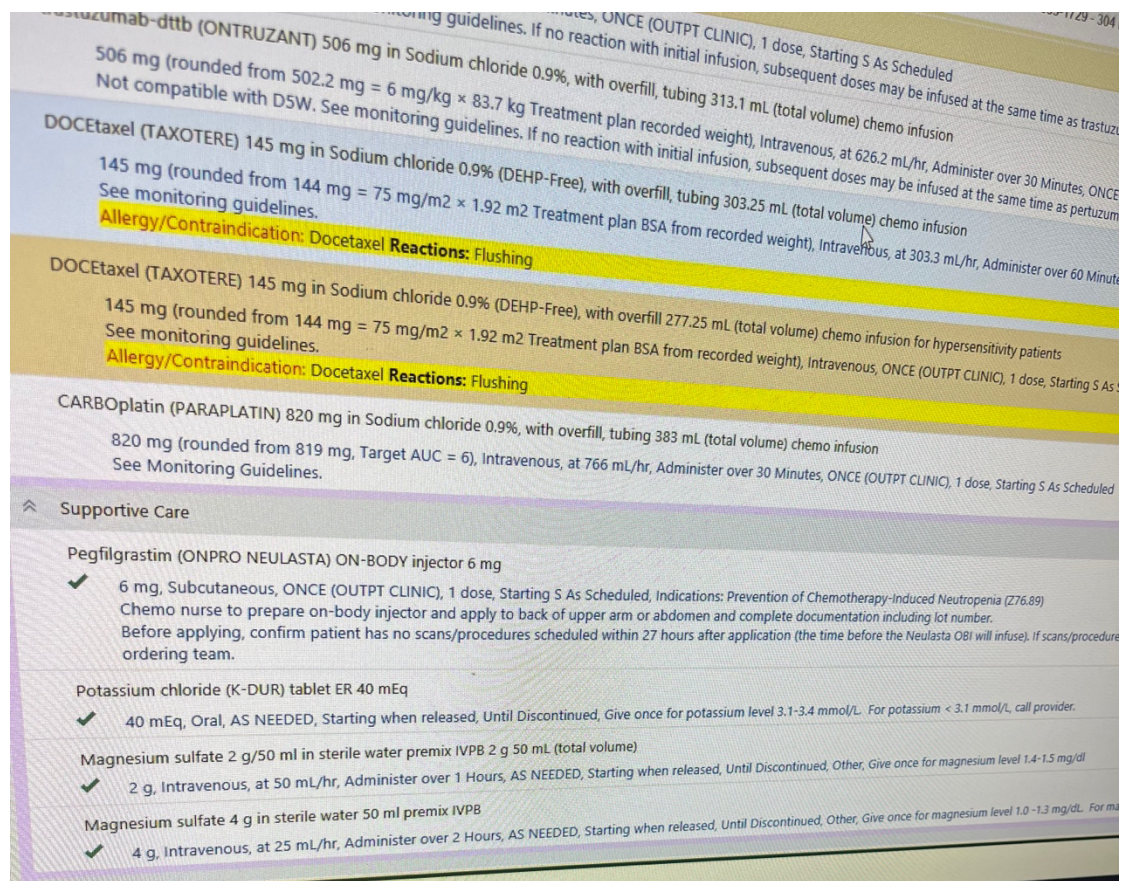 guidelines. If no reaction with initial infusion, subsequent doses may be infused at the same time as
ONCE (OUTPT CLINIC), 1 dose, Starting S As Scheduled
(ONTRUZANT) 506 mg in Sodium chloride 0.9%, with overfill, tubing 313.1 mL (total volume) chemo infusion
506 mg (rounded from 502.2 mg = 6 mg/kg × 83.7 kg Treatment plan recorded weight), Intravenous, at 626.2 mL/hr, Administer over 30 Minutes, ONCE
Not compatible with D5W. See monitoring guidelines. If no reaction with initial infusion, subsequent doses may be infused at the same time as
DOCEtaxel (TAXOTERE) 145 mg in Sodium chloride 0.9% (DEHP-Free), with overfill, tubing 303.25 mL (total volume) chemo infusion
145 mg (rounded from 144 mg = 75 mg/m2 × 1.92 m2 Treatment plan BSA from recorded weight), Intravenous, at 303.3 mL/hr, Administer over 60
See monitoring guidelines.
Allergy/Contraindication: Docetaxel Reactions: Flushing
DOCEtaxel (TAXOTERE) 145 mg in Sodium chloride 0.9% (DEHP-Free), with overfill 277.25 mL (total volume) chemo infusion for hypersensitivity patients
145 mg (rounded from 144 mg = 75 mg/m2 × 1.92 m2 Treatment plan BSA from recorded weight), Intravenous, ONCE (OUTPT CLINIC), 1 dose, Starting S As
See monitoring guidelines.
Allergy/Contraindication: Docetaxel Reactions: Flushing
CARBOplatin (PARAPLATIN) 820 mg in Sodium chloride 0.9%, with overfill, tubing 383 mL (total volume) chemo infusion
820 mg (rounded from 819 mg, Target AUC = 6), Intravenous, at 766 mL/hr, Administer over 30 Minutes, ONCE (OUTPT CLINIC), 1 dose, Starting S As Scheduled
See Monitoring Guidelines.
Supportive Care
Pegfilgrastim (ONPRO NEULASTA) ON-BODY injector 6 mg
6 mg, Subcutaneous, ONCE (OUTPT CLINIC), 1 dose, Starting S As Scheduled, Indications: Prevention of Chemotherapy-Induced Neutropenia (Z76.89)
Chemo nurse to prepare on-body injector and apply to back of upper arm or abdomen and complete documentation including lot number.
Before applying, confirm patient has no scans/procedures scheduled within 27 hours after application (the time before the Neulasta OBI will infuse). If scans/procedure
ordering team.
Potassium chloride (K-DUR) tablet ER 40 mEq
40 mEq, Oral, AS NEEDED, Starting when released, Until Discontinued, Give once for potassium level 3.1-3.4 mmol/L. For potassium < 3.1 mmol/L, call provider.
Magnesium sulfate 2 g/50 ml in sterile water premix IVPB 2 g 50 mL (total volume)
2 g, Intravenous, at 50 mL/hr, Administer over 1 Hours, AS NEEDED, Starting when released, Until Discontinued, Other, Give once for magnesium level 1.4-1.5 mg/dl
Magnesium sulfate 4 g in sterile water 50 ml premix IVPB
4 g, Intravenous, at 25 mL/hr, Administer over 2 Hours, AS NEEDED, Starting when released, Until Discontinued, Other, Give once for magnesium level 1.0 -1.3 mg/dL. For